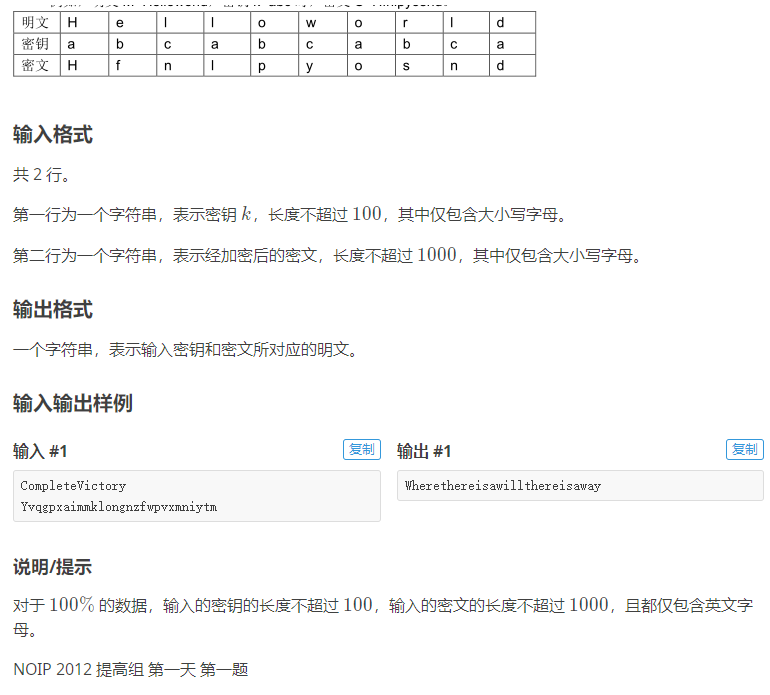 明文 H e l l o w o r l d
密钥 a b c a b c a b c a
密文 H f n l p y o s n d
输入格式
共 2 行。
第一行为一个字符串，表示密钥 k，长度不超过 100，其中仅包含大小写字母。
第二行为一个字符串，表示经加密后的密文，长度不超过 1000，其中仅包含大小写字母。
输出格式
一个字符串，表示输入密钥和密文所对应的明文。
输入输出样例
输入 #1 复制 输出 #1 复制
CompleteVictory Wherethereisawillthereisaway
Yvqgpxaimmklongnzfwpvxmniytm
说明/提示
对于 100% 的数据，输入的密钥的长度不超过 100，输入的密文的长度不超过 1000，且都仅包含英文字
母。
NOIP 2012 提高组 第一天 第一题